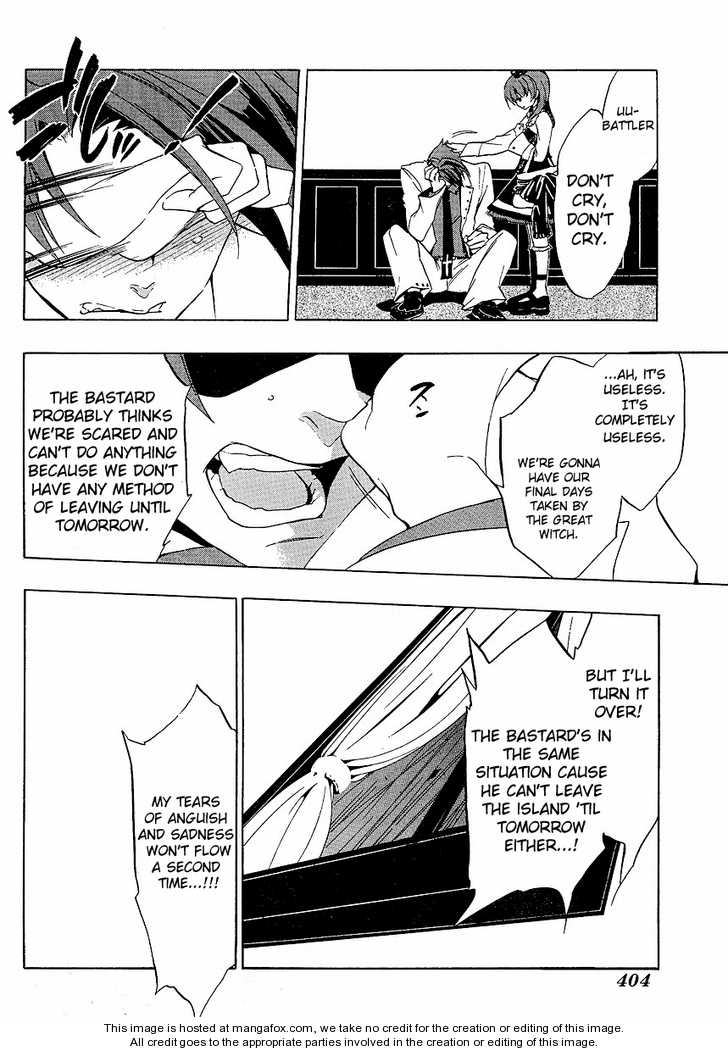 UU-
BATTLER
DON'T
CRY,
DON'T
CRY.
...AH, IT'S
USELESS.
IT'S
COMPLETELY
USELESS.
WE'RE GONNA
HAVE OUR
FINAL DAYS
TAKEN BY
THE GREAT
WITCH.
THE BASTARD
PROBABLY THINKS
WE'RE SCARED AND
CAN'T DO ANYTHING
BECAUSE WE DON'T
HAVE ANY METHOD
OF LEAVING UNTIL
TOMORROW.
BUT I'LL
TURN IT
OVER!
THE BASTARD'S IN
THE SAME
SITUATION CAUSE
HE CAN'T LEAVE
THE ISLAND 'TIL
TOMORROW
EITHER...!
MY TEARS
OF ANGUISH
AND SADNESS
WON'T FLOW
A SECOND
TIME...!!!
404
This image is hosted at mangafox.com, we take no credit for the creation or editing of this image.
All credit goes to the appropriate parties involved in the creation or editing of this image.